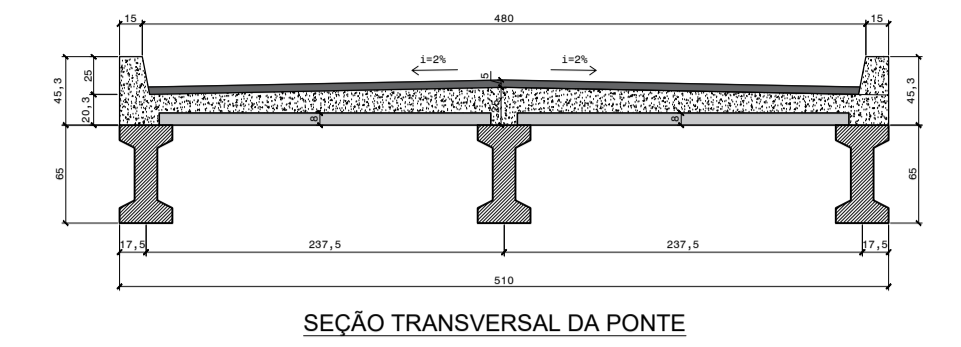 15 480 15
i=2% i=2%
5
45,3 25 45,3
20,3
8 8
65 65
17,5 237,5 237,5 17,5
510
SEÇÃO TRANSVERSAL DA PONTE